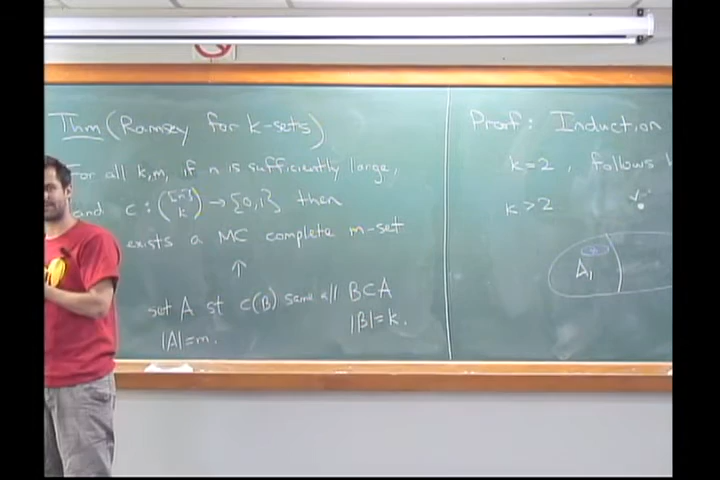 Thm (Ramsey for k-sets)
For all k,m, if n is sufficiently large,
and c : ([n] k) → {0,1} then
exists a MC complete m-set
↑
set A st c(B) same all B⊂A
|A|=m. |B|=k.
Proof: Induction
k=2, follows
k>2
A₁